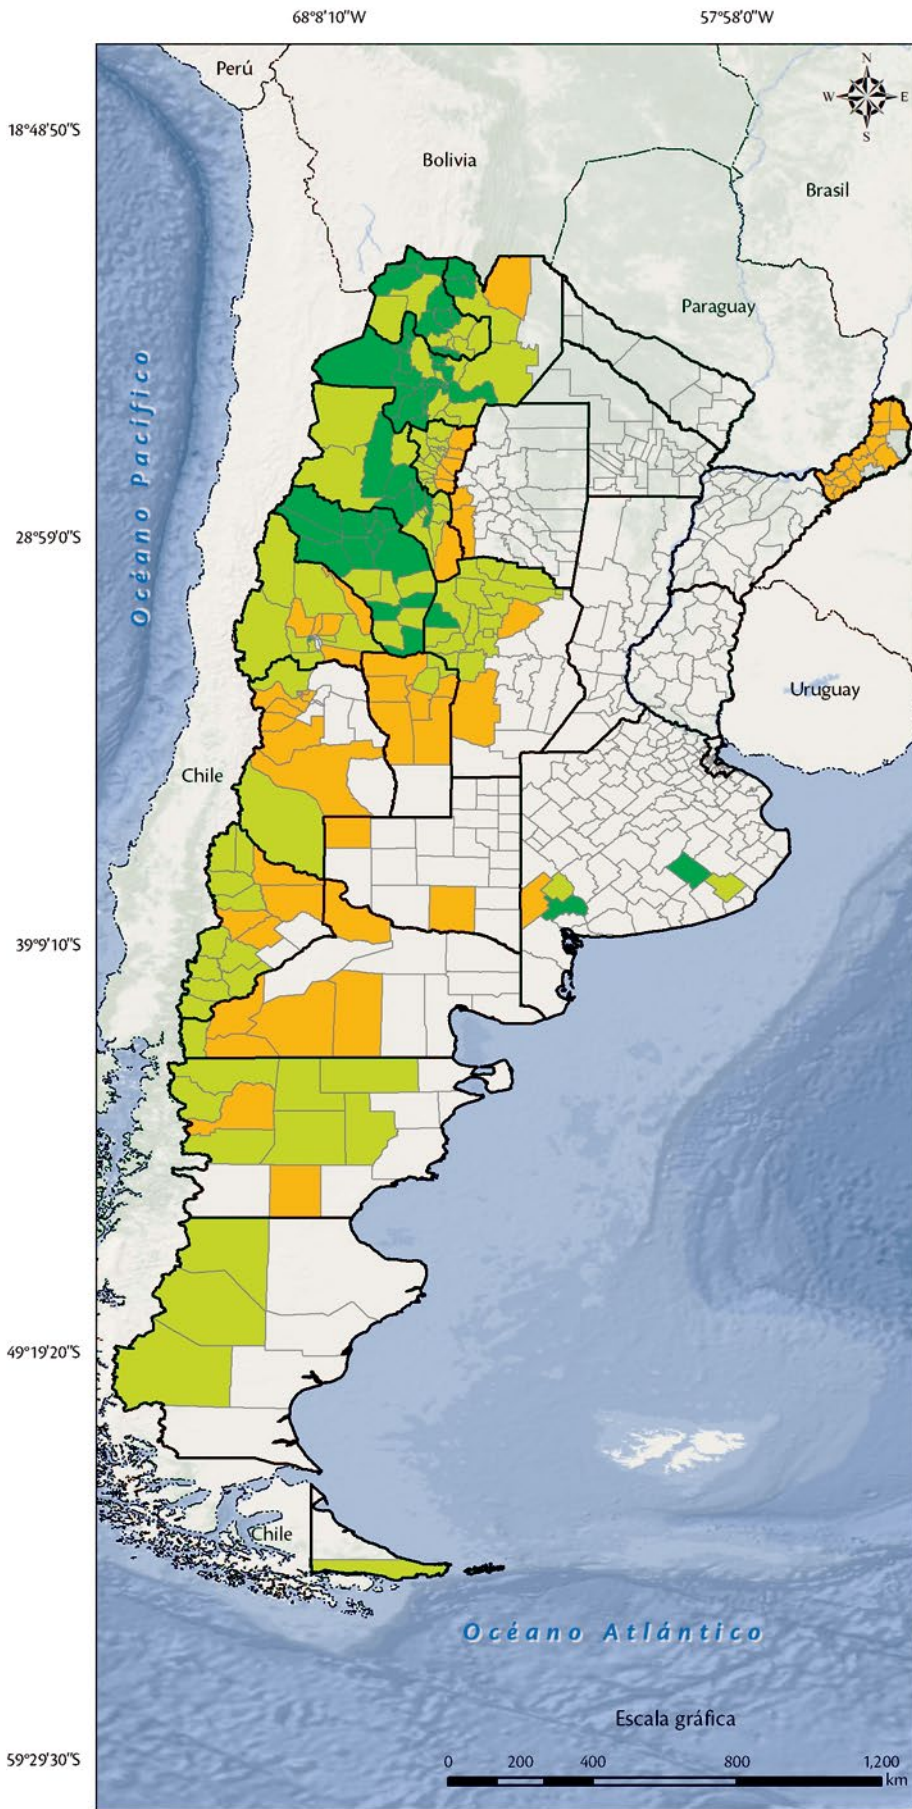 68°8'10"W
57°58'0"W
Perú
N
W
E
S
18°48'50"S
Bolivia
Brasil
Paraguay
Océano Pacífico
28°59'0"S
Uruguay
Chile
39°9'10"S
49°19'20"S
Chile
Océano Atlántico
Escala gráfica
59°29'30"S
0 200 400 800 1,200
km